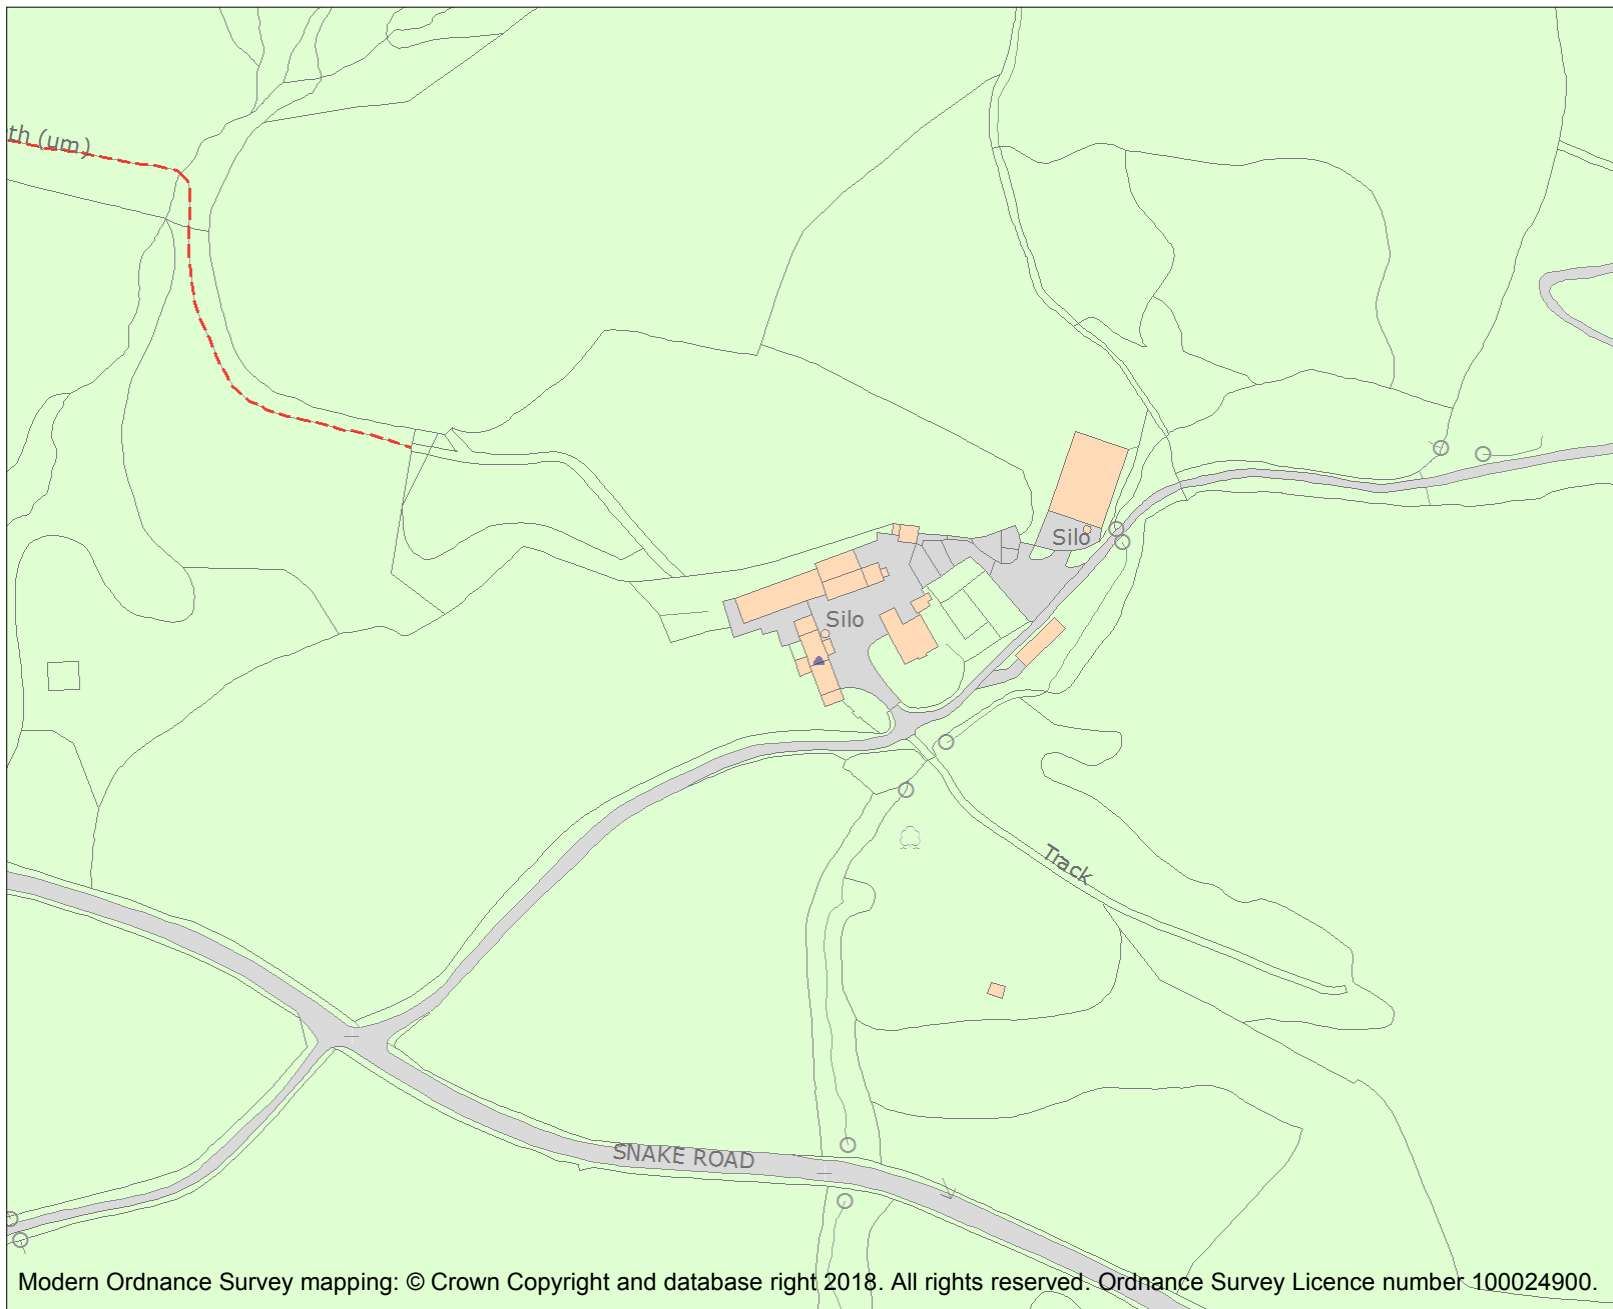 th (um)
Silo
Silo
Track
SNAKE ROAD
Modern Ordnance Survey mapping: © Crown Copyright and database right 2018. All rights reserved. Ordnance Survey Licence number 100024900.